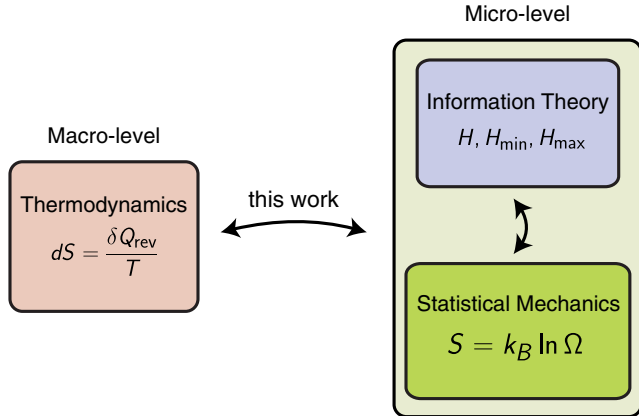 Micro-level
Information Theory
H, H_min, H_max
Macro-level
Thermodynamics
dS = δQ_rev / T
this work
Statistical Mechanics
S = k_B ln Ω